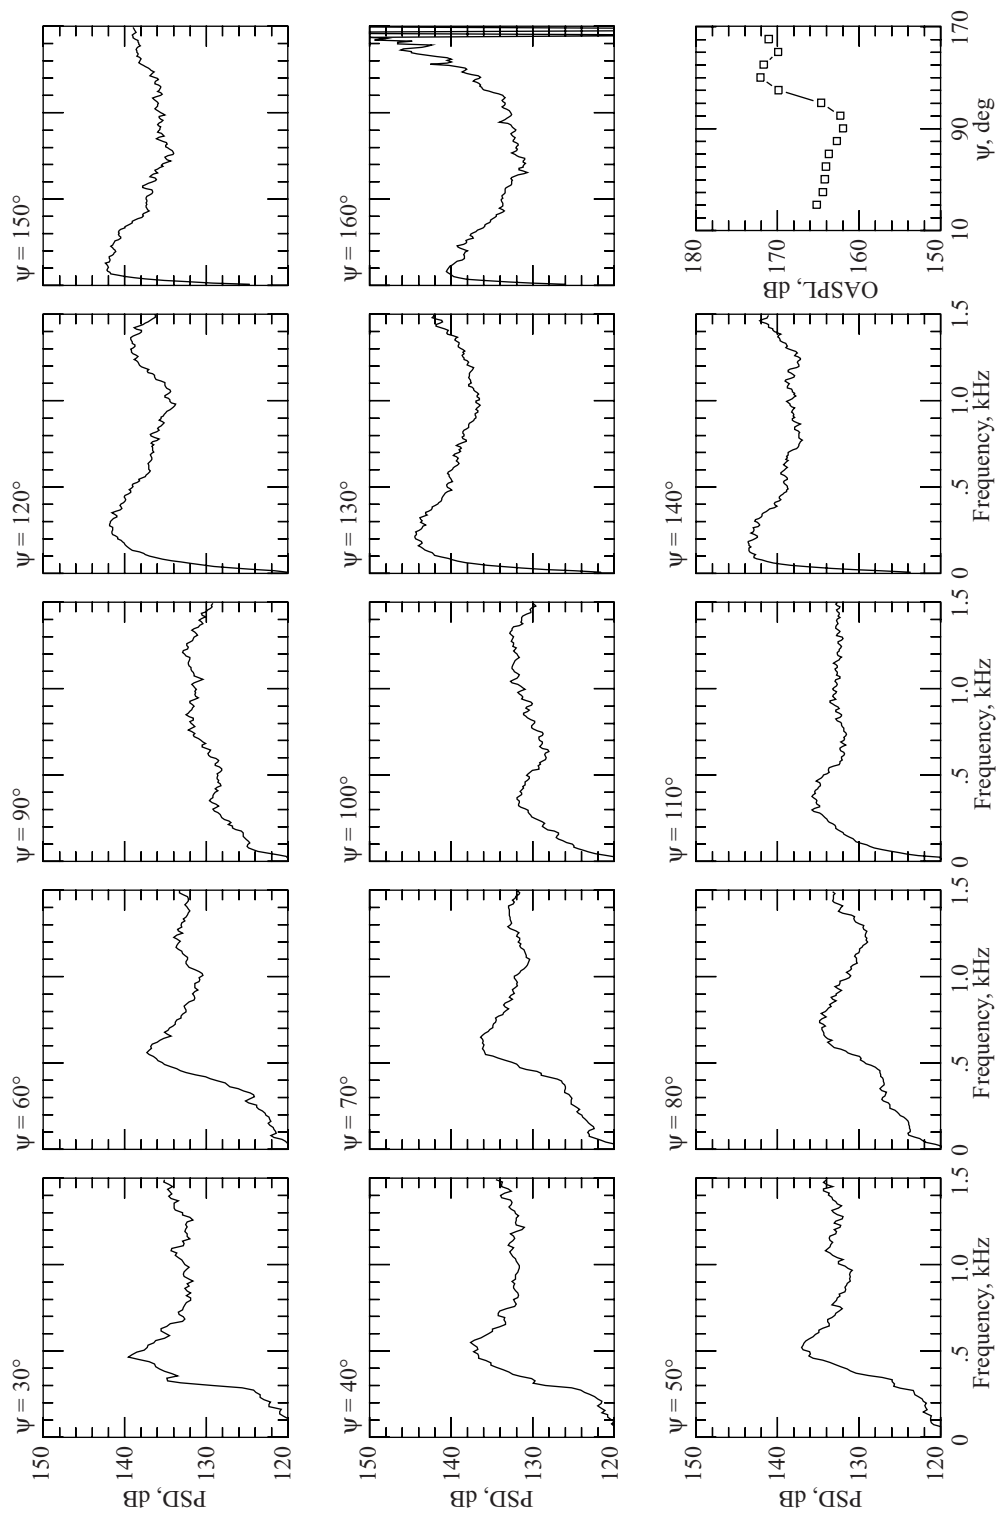 ψ = 30°
ψ = 60°
ψ = 90°
ψ = 120°
ψ = 150°
150
140
130
120
PSD, dB
ψ = 40°
ψ = 70°
ψ = 100°
ψ = 130°
ψ = 160°
150
140
130
120
PSD, dB
ψ = 50°
ψ = 80°
ψ = 110°
ψ = 140°
150
140
130
120
PSD, dB
0 .5 1.0 1.5
Frequency, kHz
0 .5 1.0 1.5
Frequency, kHz
0 .5 1.0 1.5
Frequency, kHz
0 .5 1.0 1.5
Frequency, kHz
180
170
160
150
OASPL, dB
10 90 170
ψ, deg